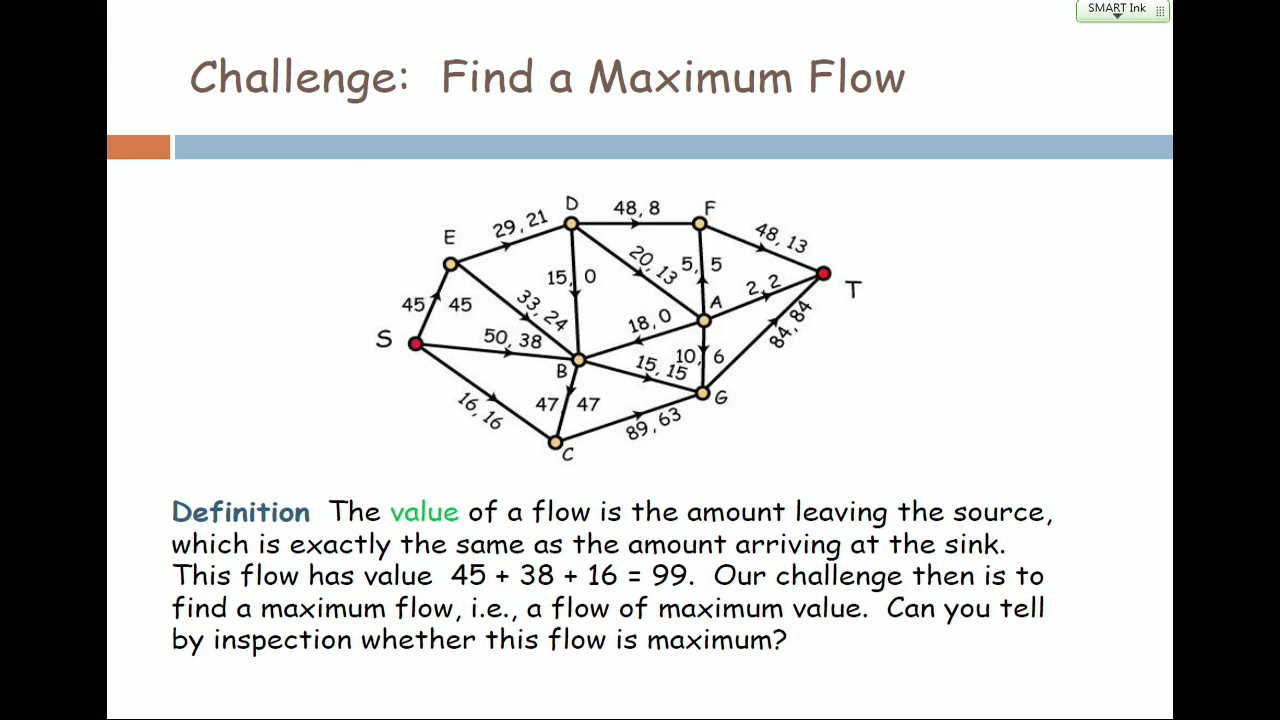 SMART Ink
Challenge: Find a Maximum Flow
D
48, 8
F
29, 21
48, 13
E
20, 13
5, 5
15, 0
2, 2
T
A
45, 45
33, 24
18, 0
84, 84
S
50, 38
10, 6
B
15, 15
G
16, 16
47, 47
89, 63
C
Definition The value of a flow is the amount leaving the source,
which is exactly the same as the amount arriving at the sink.
This flow has value 45 + 38 + 16 = 99. Our challenge then is to
find a maximum flow, i.e., a flow of maximum value. Can you tell
by inspection whether this flow is maximum?